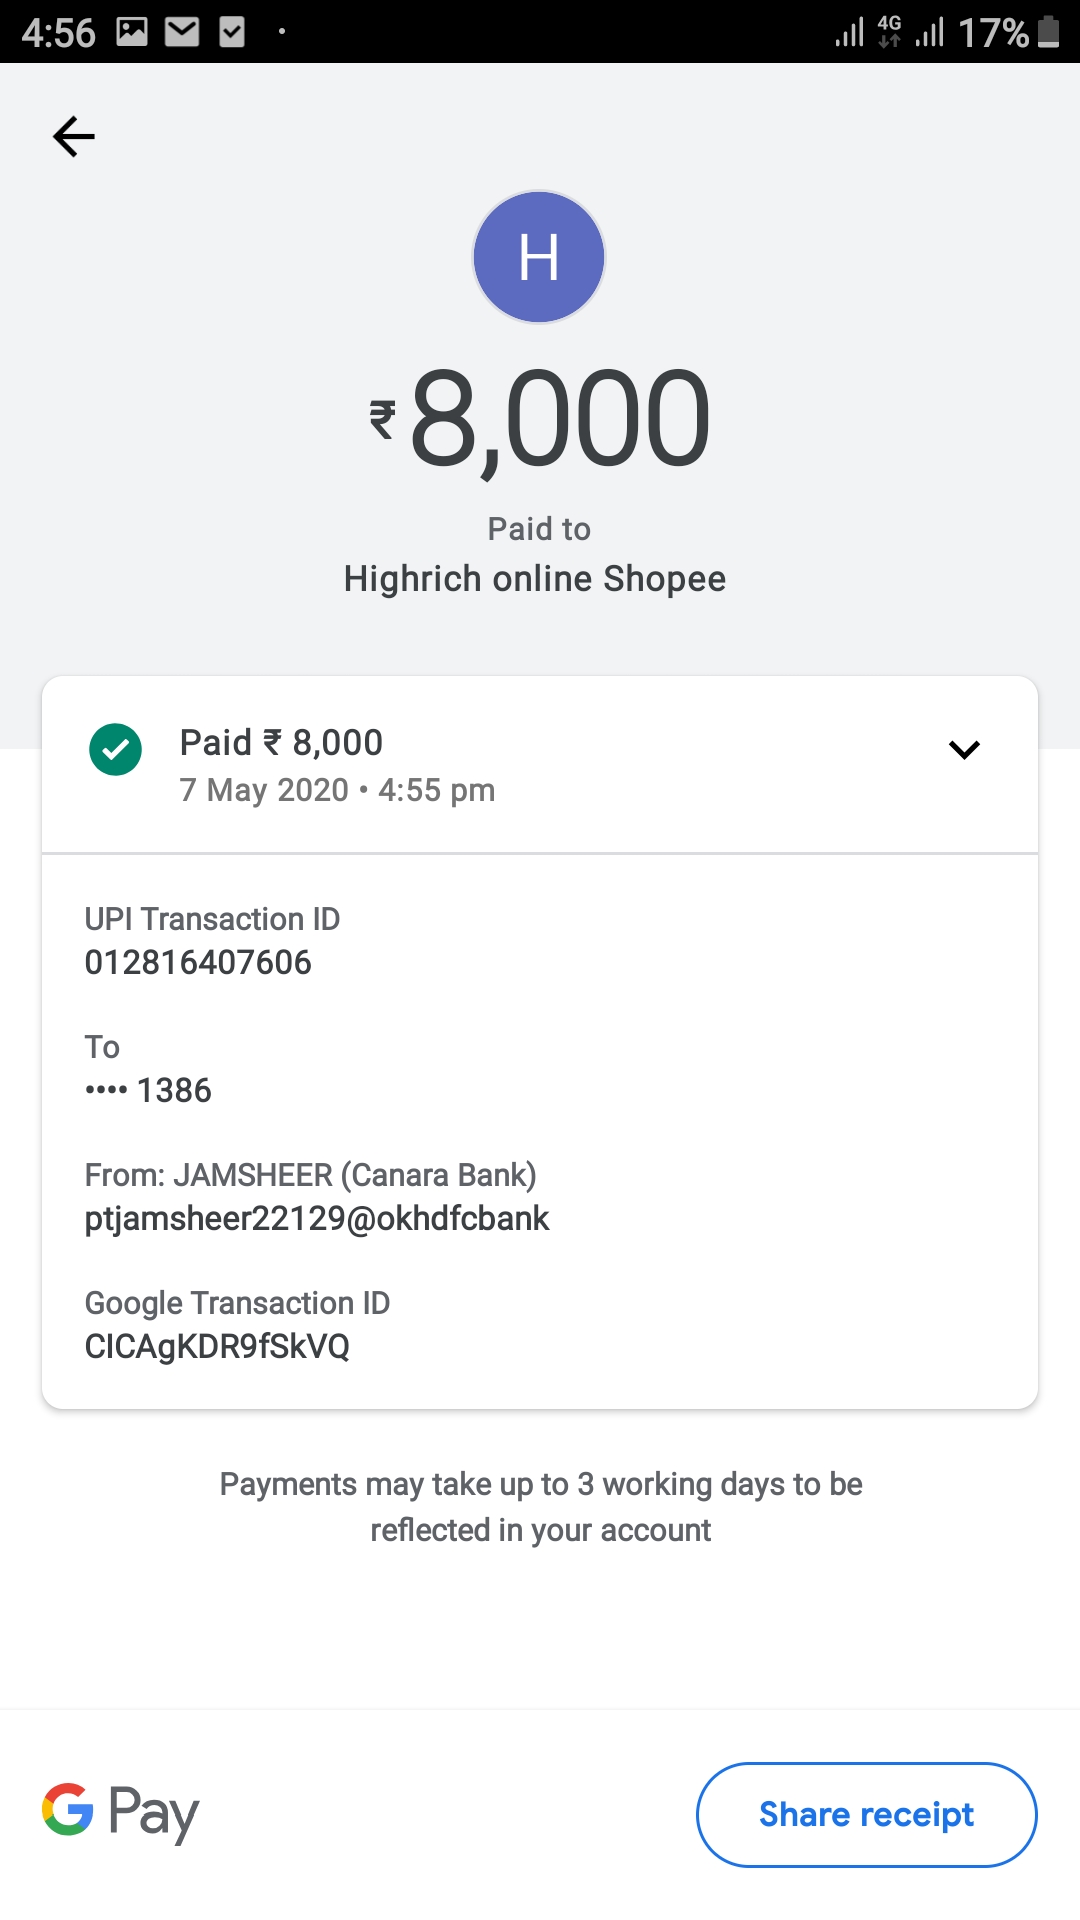 4:56 4G 17%
H
₹8,000
Paid to
Highrich online Shopee
Paid ₹ 8,000
7 May 2020 • 4:55 pm
UPI Transaction ID
012816407606
To
•••• 1386
From: JAMSHEER (Canara Bank)
ptjamsheer22129@okhdfcbank
Google Transaction ID
CICAgKDR9fSkVQ
Payments may take up to 3 working days to be
reflected in your account
G Pay
Share receipt